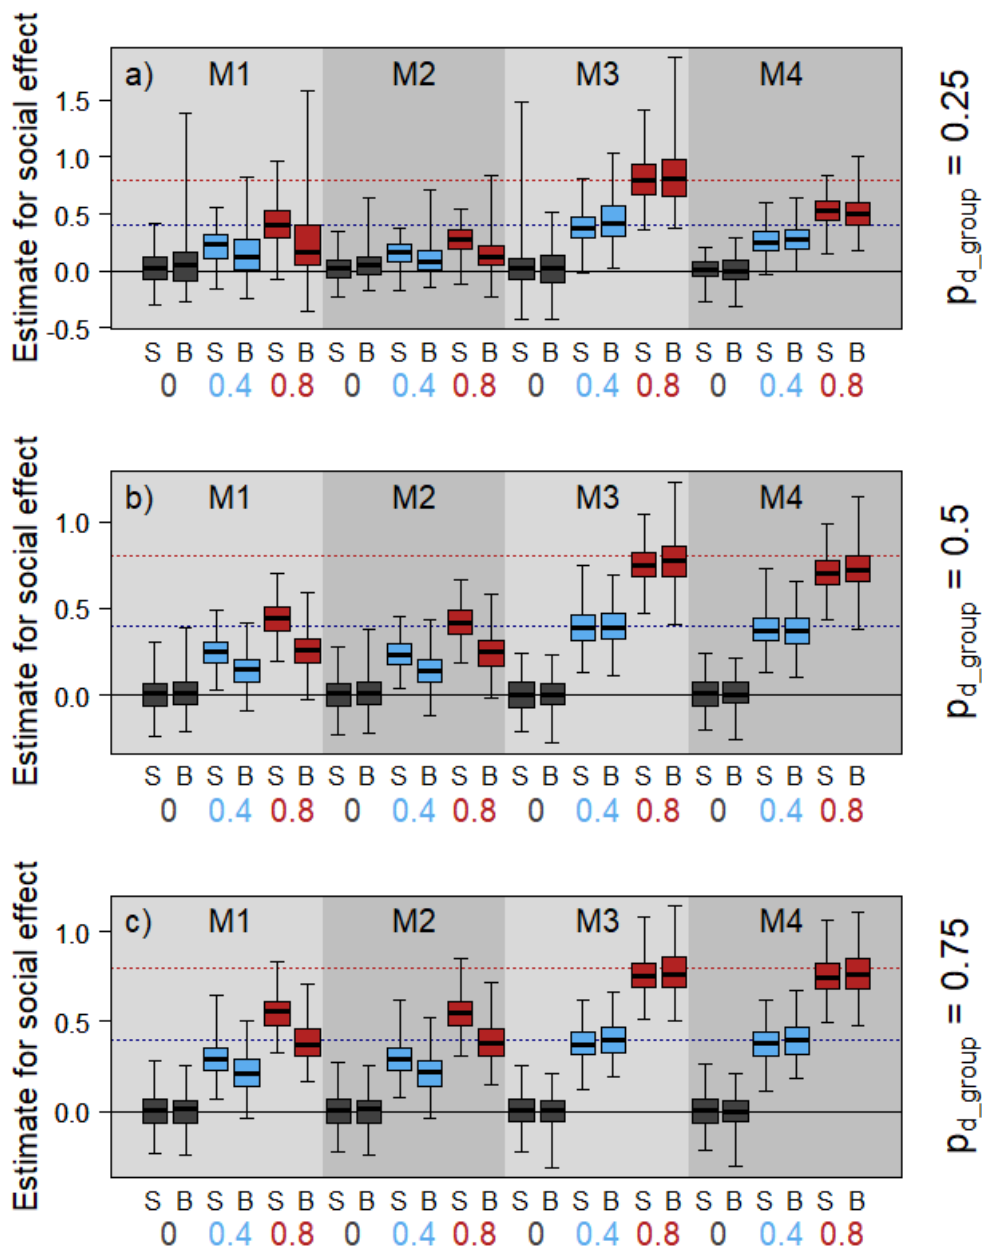 a) M1 M2 M3 M4
Estimate for social effect
1.5
1.0
0.5
0.0
-0.5
S B S B S B S B S B S B S B S B S B S B S B S B
0 0.4 0.8 0 0.4 0.8 0 0.4 0.8 0 0.4 0.8
pd_group = 0.25
b) M1 M2 M3 M4
Estimate for social effect
1.0
0.5
0.0
S B S B S B S B S B S B S B S B S B S B S B S B
0 0.4 0.8 0 0.4 0.8 0 0.4 0.8 0 0.4 0.8
pd_group = 0.5
c) M1 M2 M3 M4
Estimate for social effect
1.0
0.5
0.0
S B S B S B S B S B S B S B S B S B S B S B S B
0 0.4 0.8 0 0.4 0.8 0 0.4 0.8 0 0.4 0.8
pd_group = 0.75